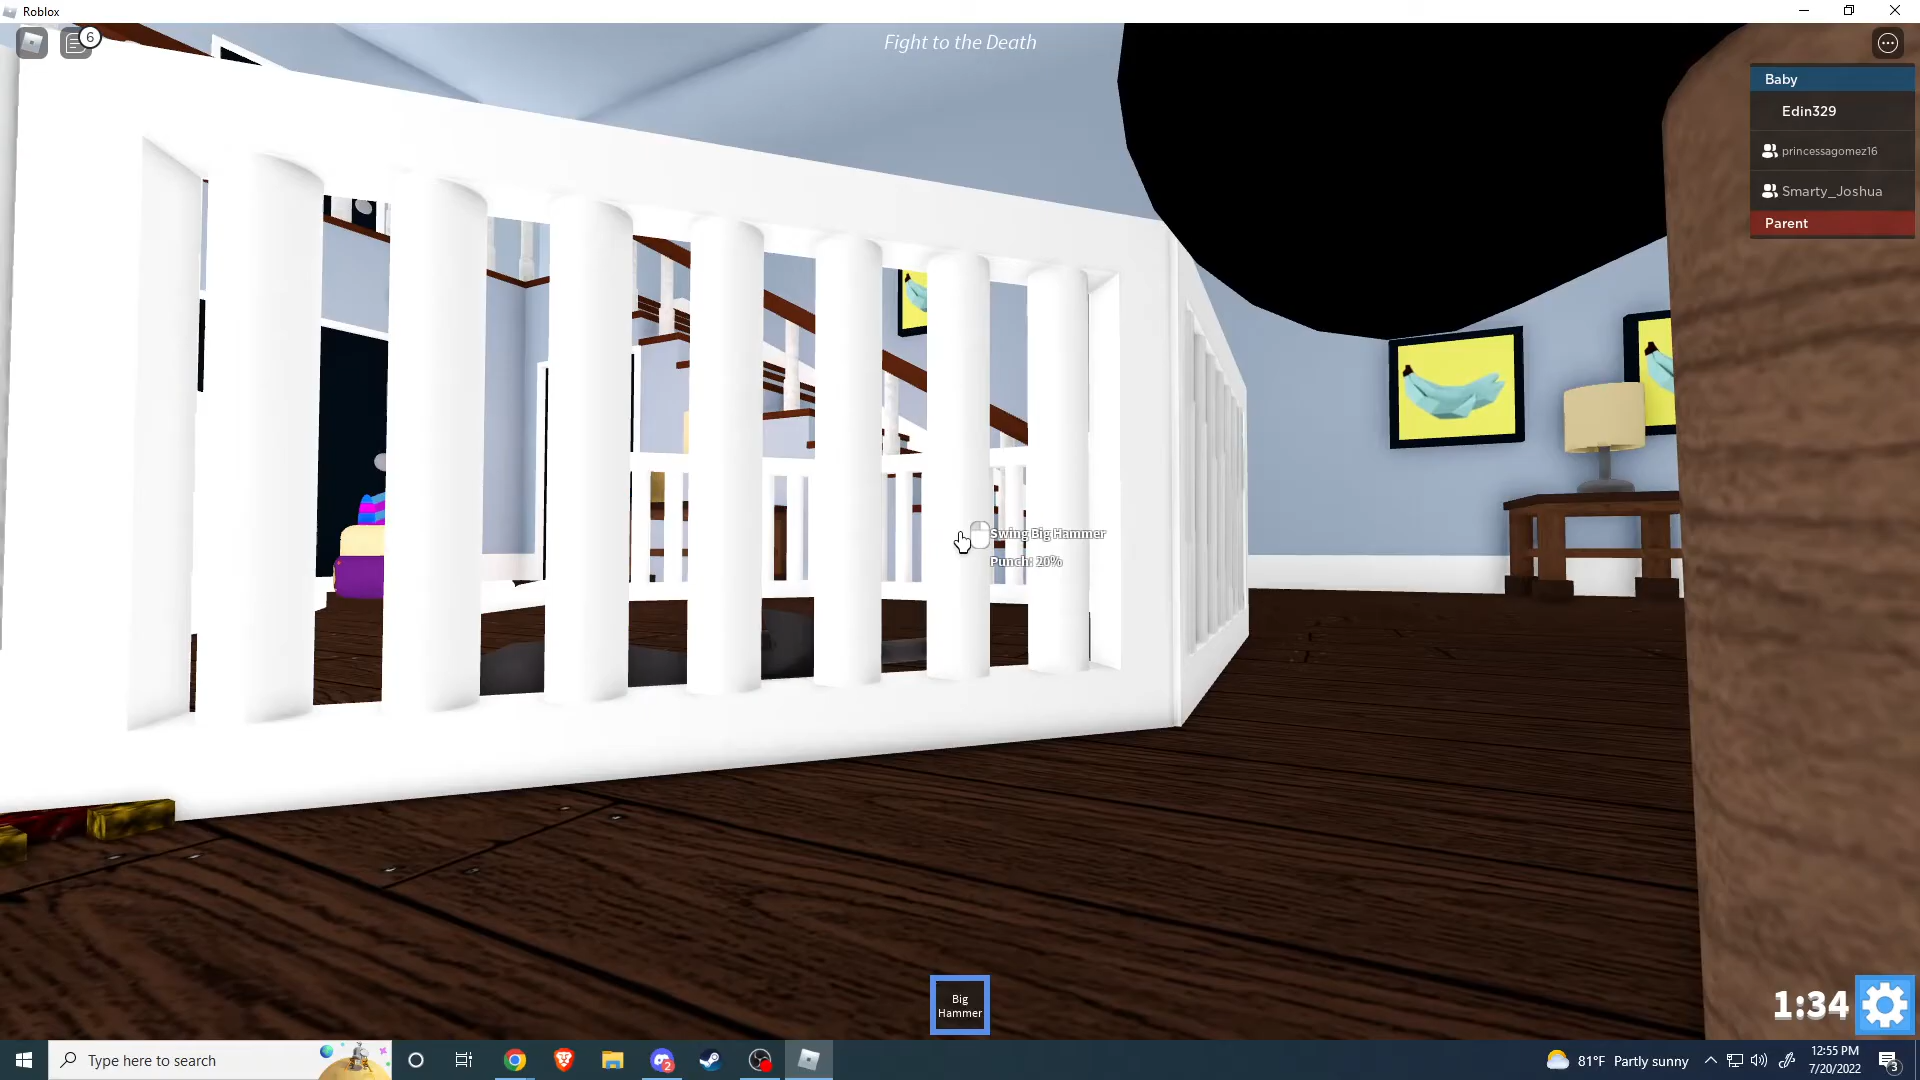 Roblox
6
Fight to the Death
Baby
Edin329
princessagomez16
Smarty_Joshua
Parent
Swing Big Hammer
Punch: 20%
Big
Hammer
1:34
Type here to search
2
81°F Partly sunny
12:55 PM
7/20/2022
3